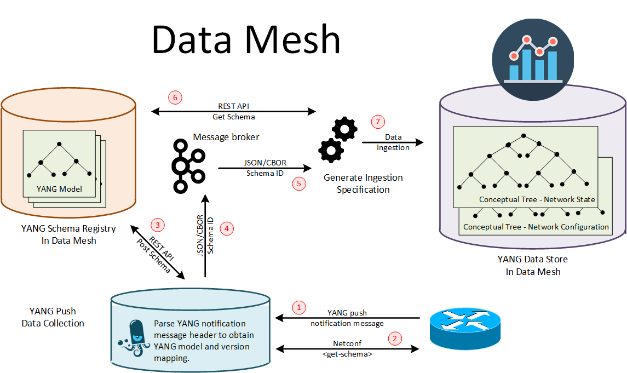 Data Mesh
6
REST API
Get Schema
Message broker
7
Data
Ingestion
JSON/CBOR
Schema ID
5
Generate Ingestion
Specification
YANG Model
YANG Schema Registry
In Data Mesh
Conceptual Tree - Network State
Conceptual Tree - Network Configuration
YANG Data Store
In Data Mesh
3
REST API
Post Schema
JSON/CBOR
Schema ID
4
YANG Push
Data Collection
Parse YANG notification
message header to obtain
YANG model and version
mapping.
1
YANG push
notification message
2
Netconf
<get-schema>